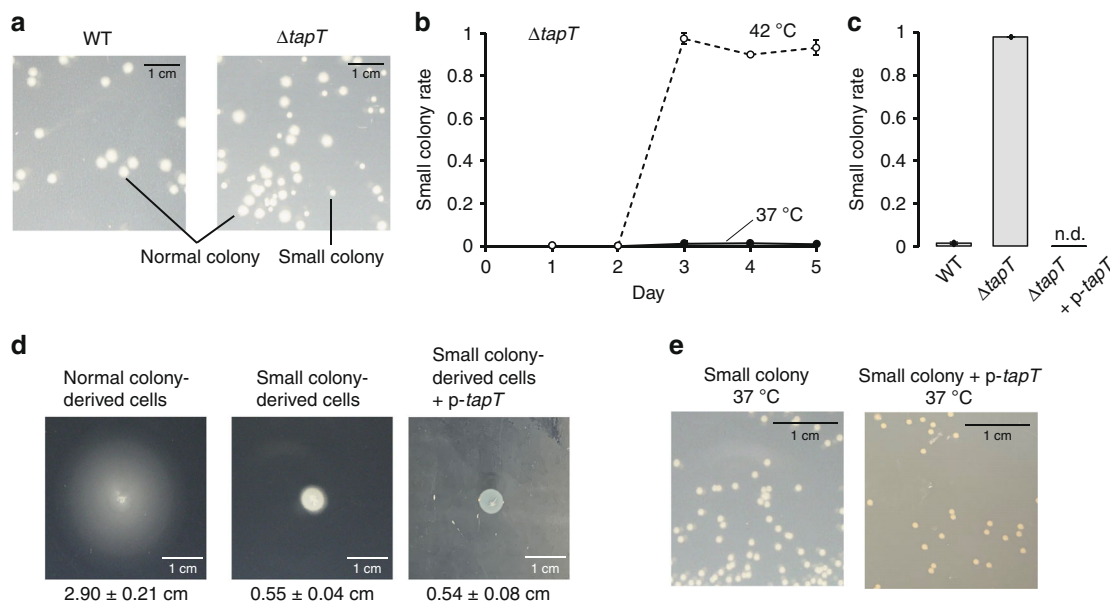 a
WT
ΔtapT
1 cm
1 cm
Normal colony
Small colony
b
ΔtapT
42 °C
37 °C
Small colony rate
1
0.8
0.6
0.4
0.2
0
0 1 2 3 4 5
Day
c
Small colony rate
1
0.8
0.6
0.4
0.2
0
n.d.
WT
ΔtapT
ΔtapT
+ p-tapT
d
Normal colony-
derived cells
1 cm
2.90 ± 0.21 cm
Small colony-
derived cells
1 cm
0.55 ± 0.04 cm
Small colony-
derived cells
+ p-tapT
1 cm
0.54 ± 0.08 cm
e
Small colony
37 °C
1 cm
Small colony + p-tapT
37 °C
1 cm